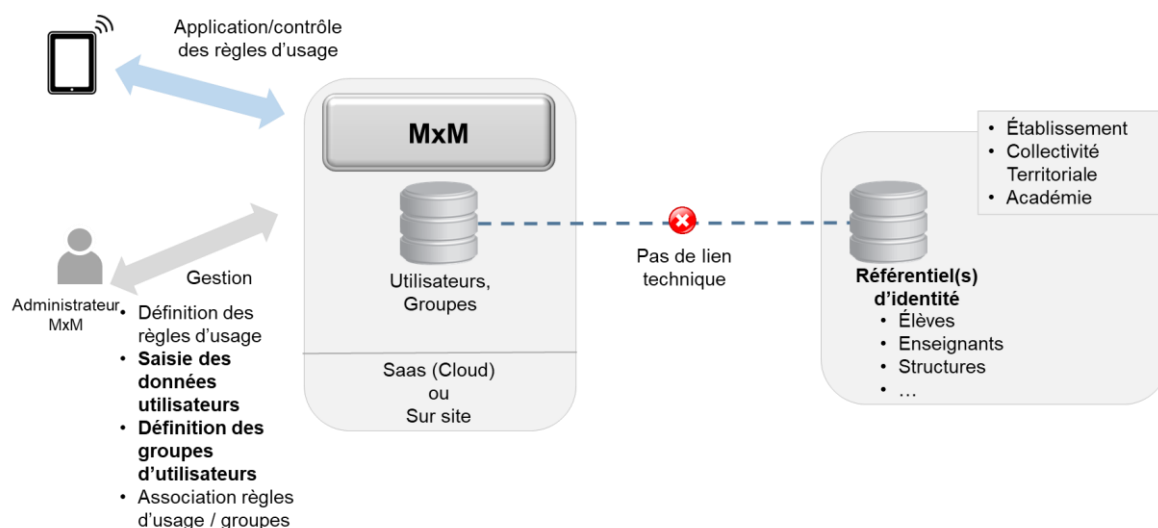 Application/contrôle
des règles d'usage
MxM
Utilisateurs,
Groupes
Saas (Cloud)
ou
Sur site
Administrateur
MxM
Gestion
• Définition des
règles d'usage
• Saisie des
données
utilisateurs
• Définition des
groupes
d'utilisateurs
• Association règles
d'usage / groupes
Pas de lien
technique
• Établissement
• Collectivité
Territoriale
• Académie
Référentiel(s)
d'identité
• Élèves
• Enseignants
• Structures
• …